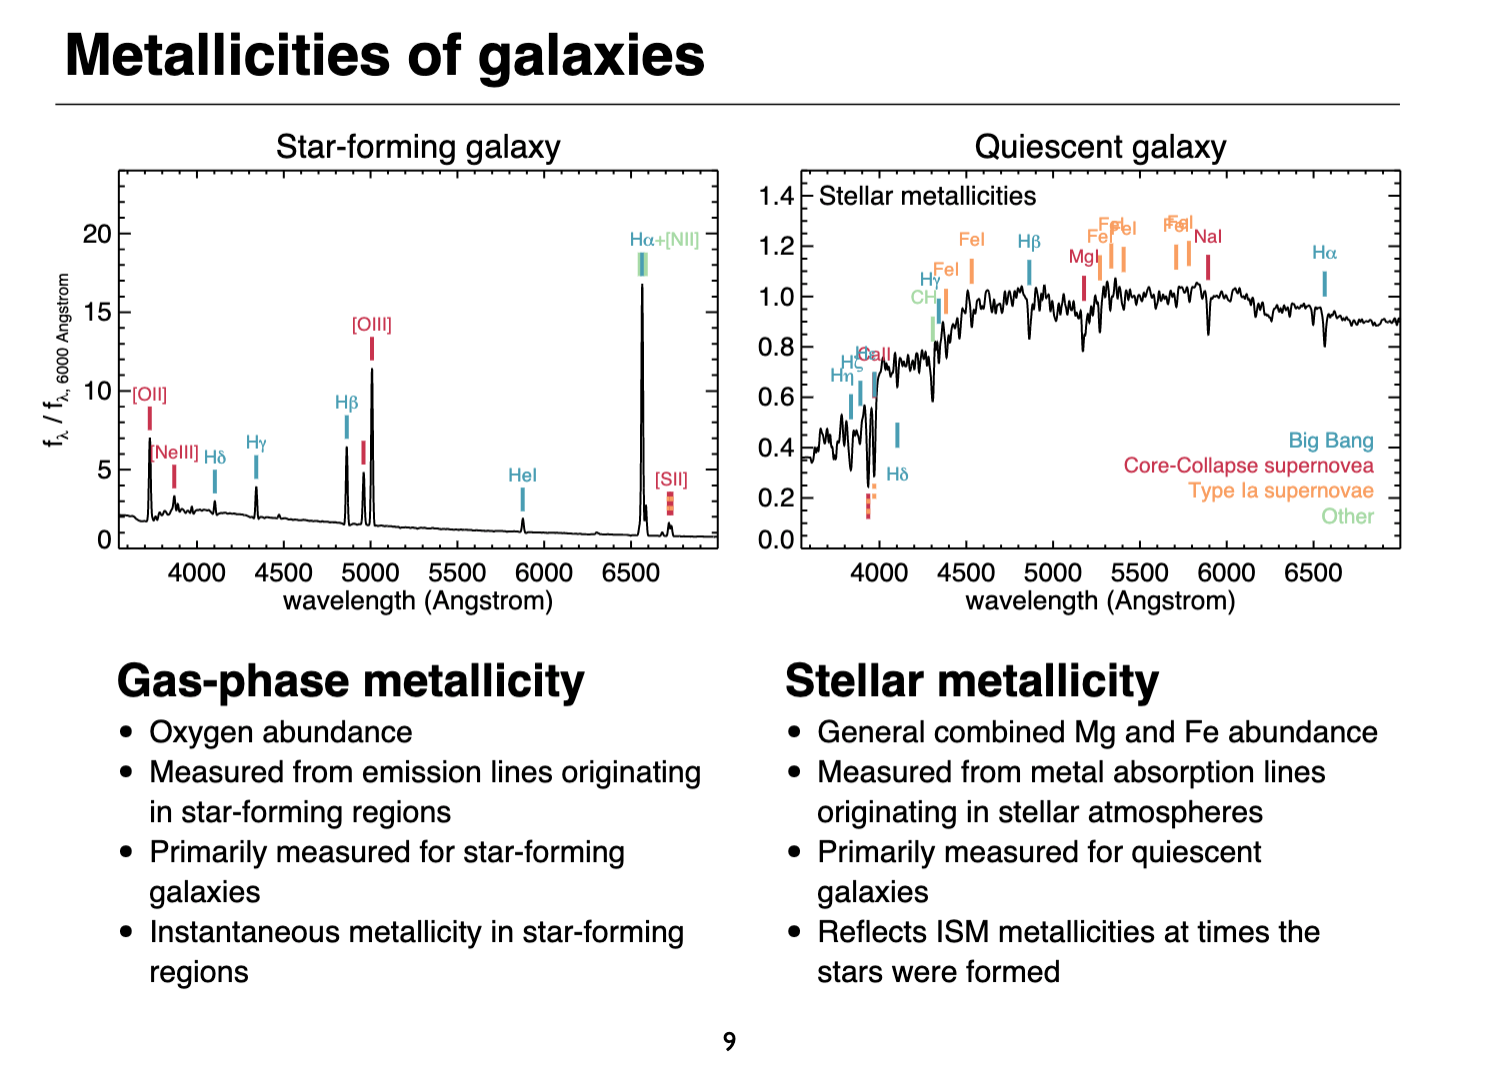 Metallicities of galaxies
Star-forming galaxy
fλ / fλ, 6000 Angstrom
20
15
10
5
0
[OII]
[NeIII]
Hδ
Hγ
Hβ
[OIII]
HeI
Hα+[NII]
[SII]
4000 4500 5000 5500 6000 6500
wavelength (Angstrom)
Quiescent galaxy
Stellar metallicities
1.4
1.2
1.0
0.8
0.6
0.4
0.2
0.0
Hη
Hζ
CaII
Hδ
CH
Hγ
FeI
FeI
Hβ
MgI
FeI
FeI
FeI
FeI
FeI
NaI
Hα
Big Bang
Core-Collapse supernovea
Type Ia supernovae
Other
4000 4500 5000 5500 6000 6500
wavelength (Angstrom)
Gas-phase metallicity
• Oxygen abundance
• Measured from emission lines originating
in star-forming regions
• Primarily measured for star-forming
galaxies
• Instantaneous metallicity in star-forming
regions
Stellar metallicity
• General combined Mg and Fe abundance
• Measured from metal absorption lines
originating in stellar atmospheres
• Primarily measured for quiescent
galaxies
• Reflects ISM metallicities at times the
stars were formed
9